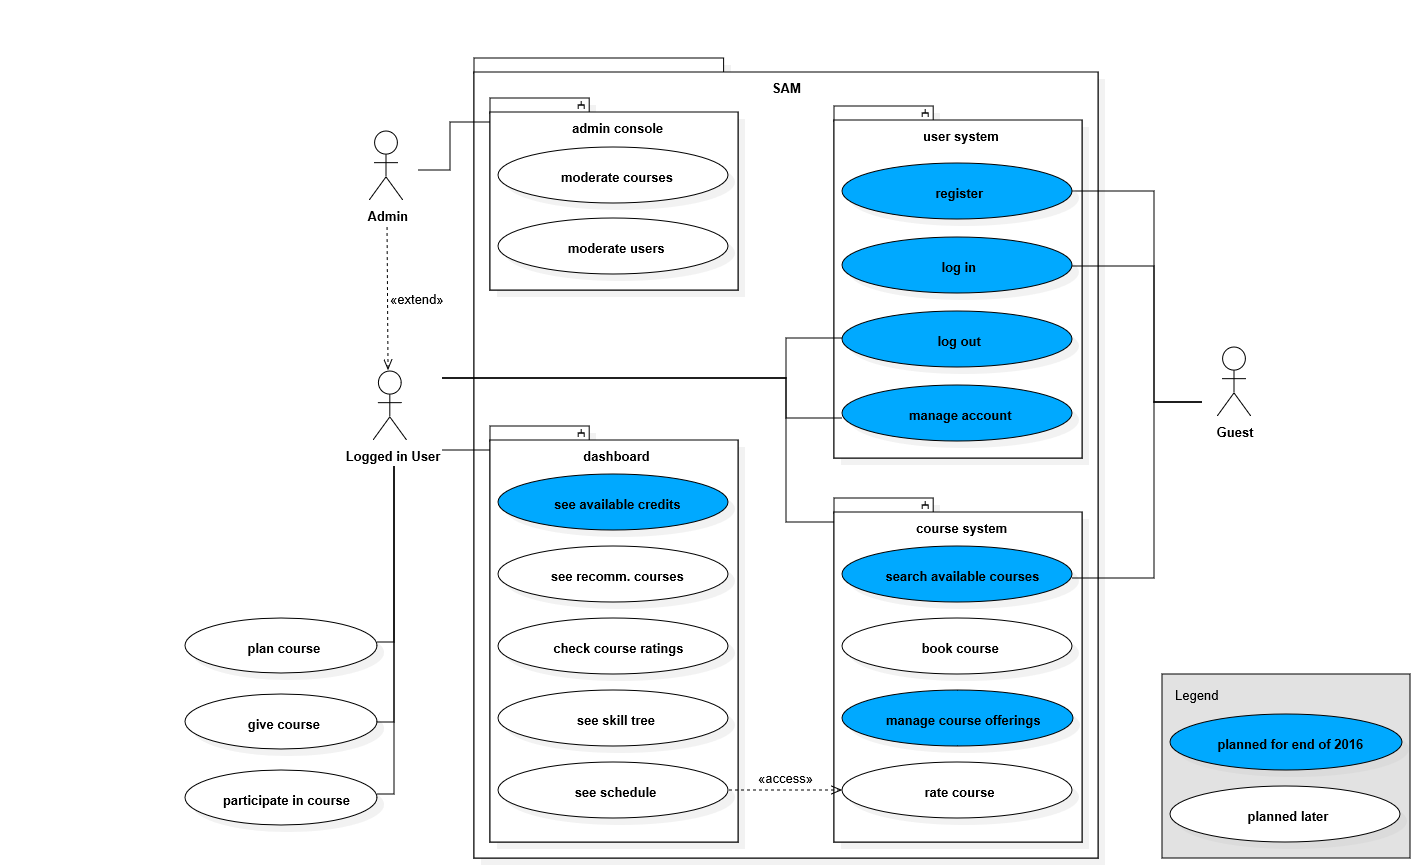 SAM
admin console
moderate courses
moderate users
Admin
«extend»
Logged in User
user system
register
log in
log out
manage account
Guest
dashboard
see available credits
see recomm. courses
check course ratings
see skill tree
see schedule
«access»
course system
search available courses
book course
manage course offerings
rate course
plan course
give course
participate in course
Legend
planned for end of 2016
planned later